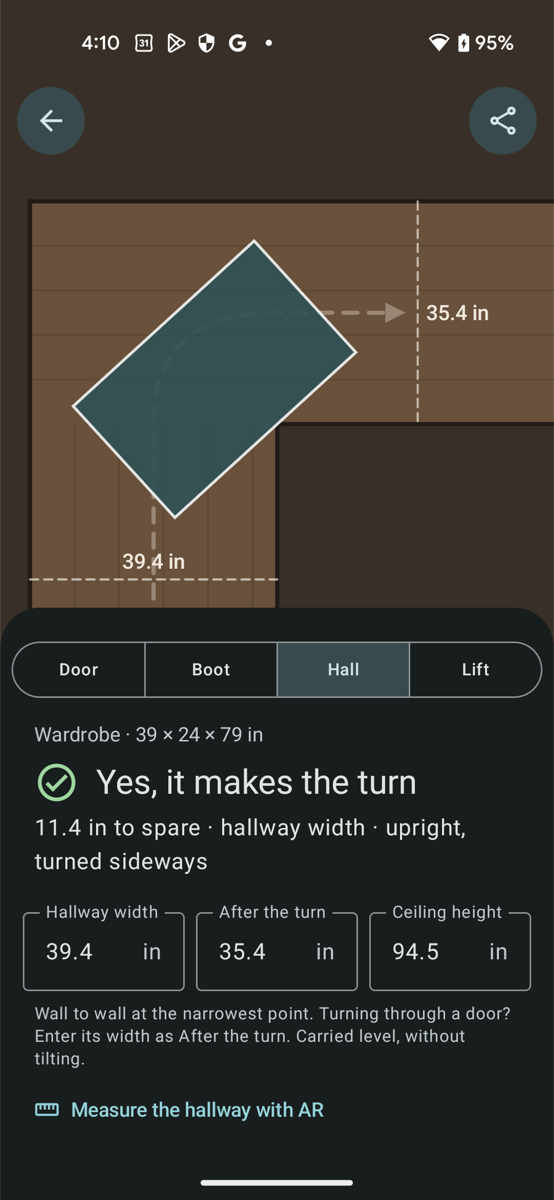 4:10 31 G 95%
35.4 in
39.4 in
Door Boot Hall Lift
Wardrobe · 39 × 24 × 79 in
Yes, it makes the turn
11.4 in to spare · hallway width · upright,
turned sideways
Hallway width After the turn Ceiling height
39.4 in 35.4 in 94.5 in
Wall to wall at the narrowest point. Turning through a door?
Enter its width as After the turn. Carried level, without
tilting.
Measure the hallway with AR